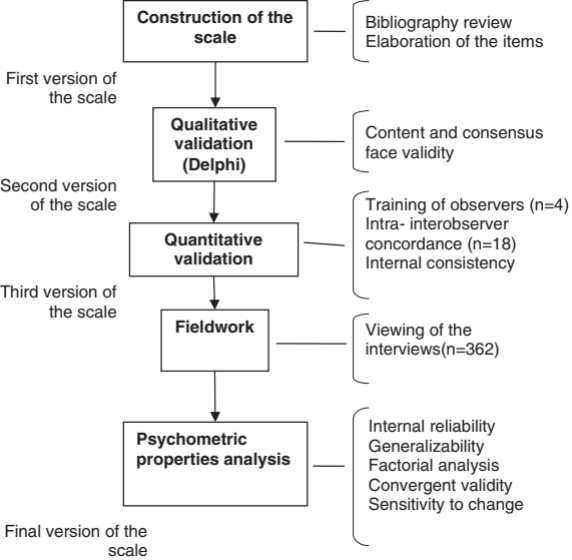 Construction of the
scale
Bibliography review
Elaboration of the items
First version of
the scale
Qualitative
validation
(Delphi)
Content and consensus
face validity
Second version
of the scale
Quantitative
validation
Training of observers (n=4)
Intra- interobserver
concordance (n=18)
Internal consistency
Third version of
the scale
Fieldwork
Viewing of the
interviews(n=362)
Psychometric
properties analysis
Internal reliability
Generalizability
Factorial analysis
Convergent validity
Sensitivity to change
Final version of the
scale